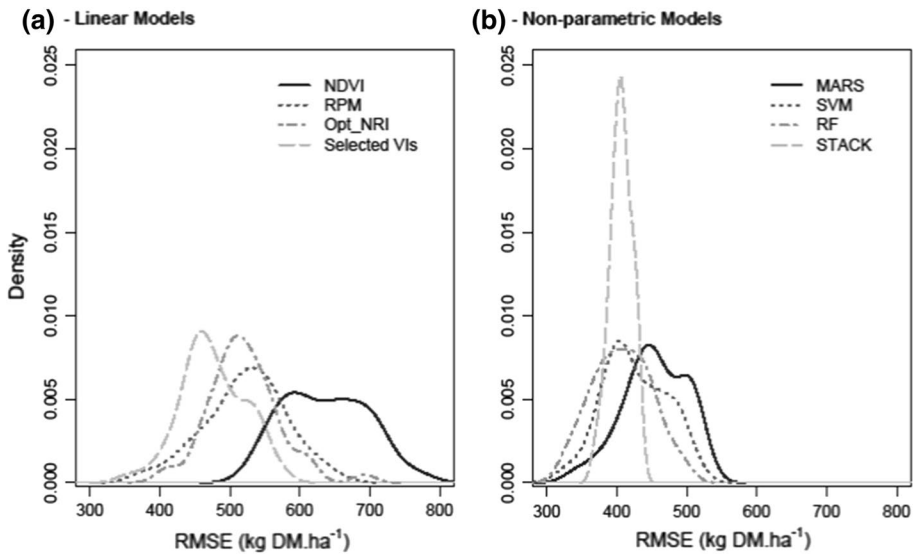 (a) - Linear Models
0.025
0.020
0.015
0.010
0.005
0.000
Density
NDVI
RPM
Opt_NRI
Selected VIs
300 400 500 600 700 800
RMSE (kg DM.ha⁻¹)
(b) - Non-parametric Models
0.025
0.020
0.015
0.010
0.005
0.000
MARS
SVM
RF
STACK
300 400 500 600 700 800
RMSE (kg DM.ha⁻¹)